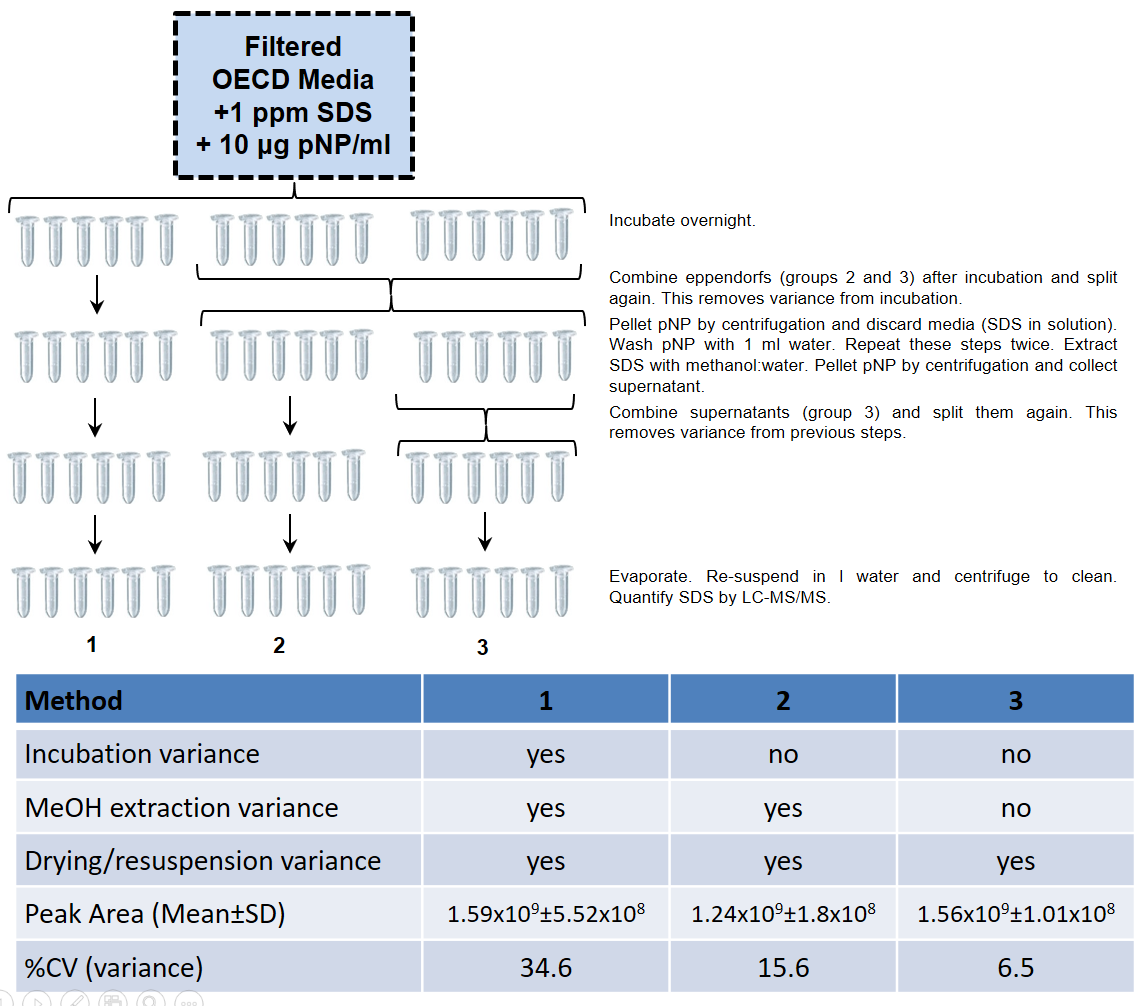 Filtered
OECD Media
+1 ppm SDS
+ 10 µg pNP/ml
Incubate overnight.
Combine eppendorfs (groups 2 and 3) after incubation and split
again. This removes variance from incubation.
Pellet pNP by centrifugation and discard media (SDS in solution).
Wash pNP with 1 ml water. Repeat these steps twice. Extract
SDS with methanol:water. Pellet pNP by centrifugation and collect
supernatant.
Combine supernatants (group 3) and split them again. This
removes variance from previous steps.
Evaporate. Re-suspend in l water and centrifuge to clean.
Quantify SDS by LC-MS/MS.
1 2 3
Method 1 2 3
Incubation variance yes no no
MeOH extraction variance yes yes no
Drying/resuspension variance yes yes yes
Peak Area (Mean±SD) 1.59x10⁹±5.52x10⁸ 1.24x10⁹±1.8x10⁸ 1.56x10⁹±1.01x10⁸
%CV (variance) 34.6 15.6 6.5